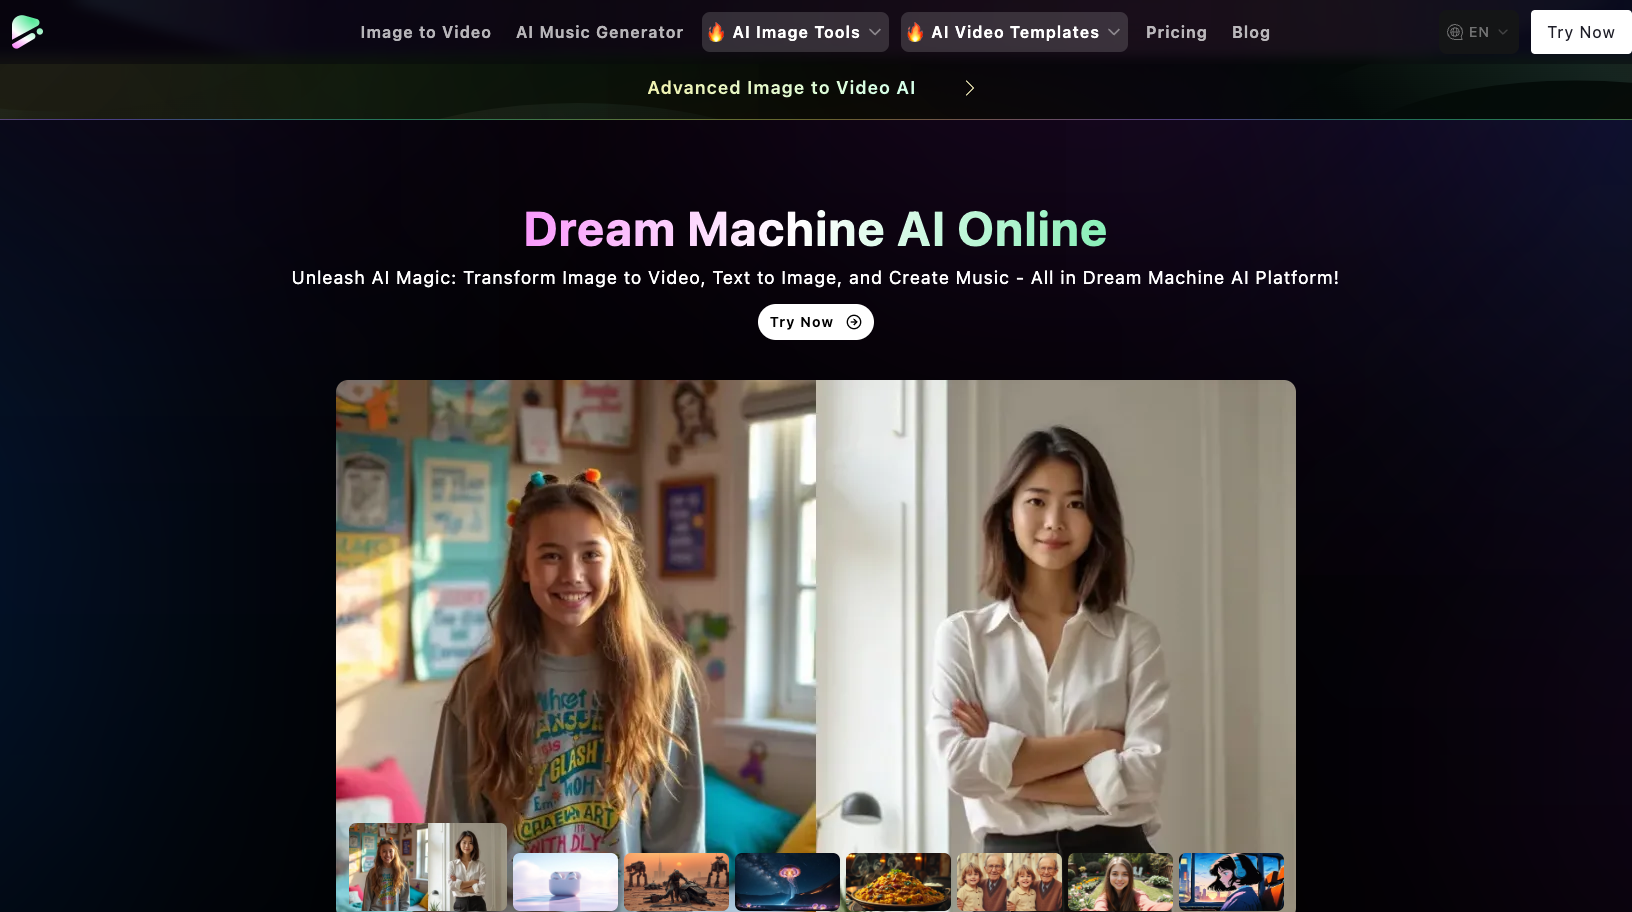 Image to Video AI Music Generator AI Image Tools AI Video Templates Pricing Blog EN Try Now
Advanced Image to Video AI
Dream Machine AI Online
Unleash AI Magic: Transform Image to Video, Text to Image, and Create Music - All in Dream Machine AI Platform!
Try Now